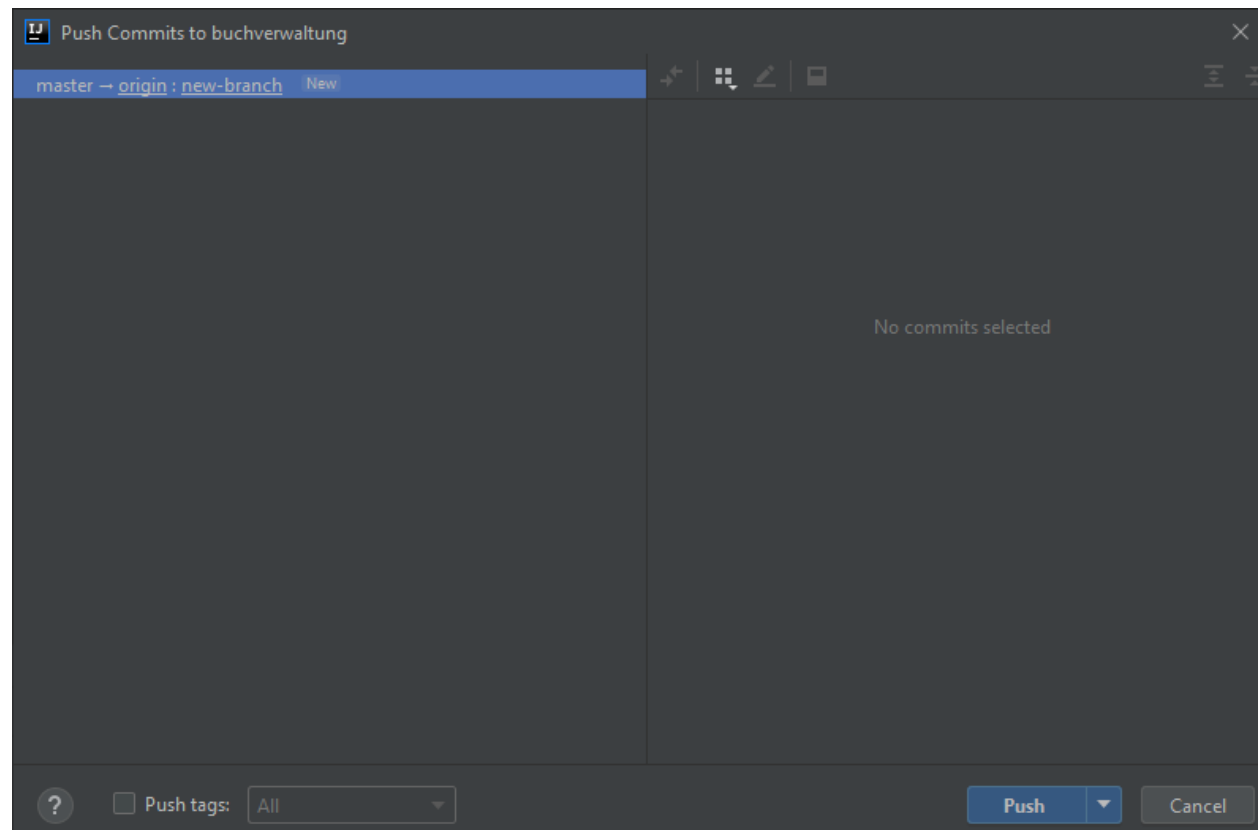 Push Commits to buchverwaltung
master → origin : new-branch New
No commits selected
? Push tags: All Push Cancel